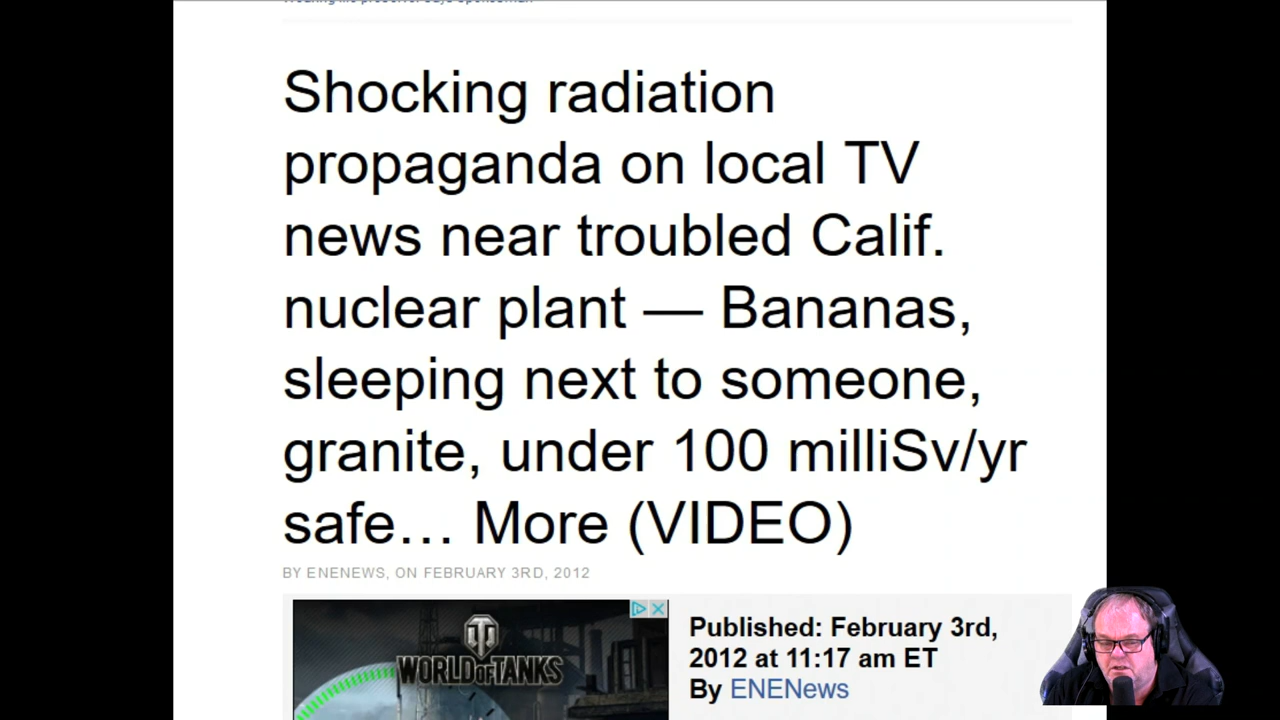 Shocking radiation
propaganda on local TV
news near troubled Calif.
nuclear plant — Bananas,
sleeping next to someone,
granite, under 100 milliSv/yr
safe… More (VIDEO)
BY ENENEWS, ON FEBRUARY 3RD, 2012
WORLD OF TANKS
Published: February 3rd,
2012 at 11:17 am ET
By ENENews